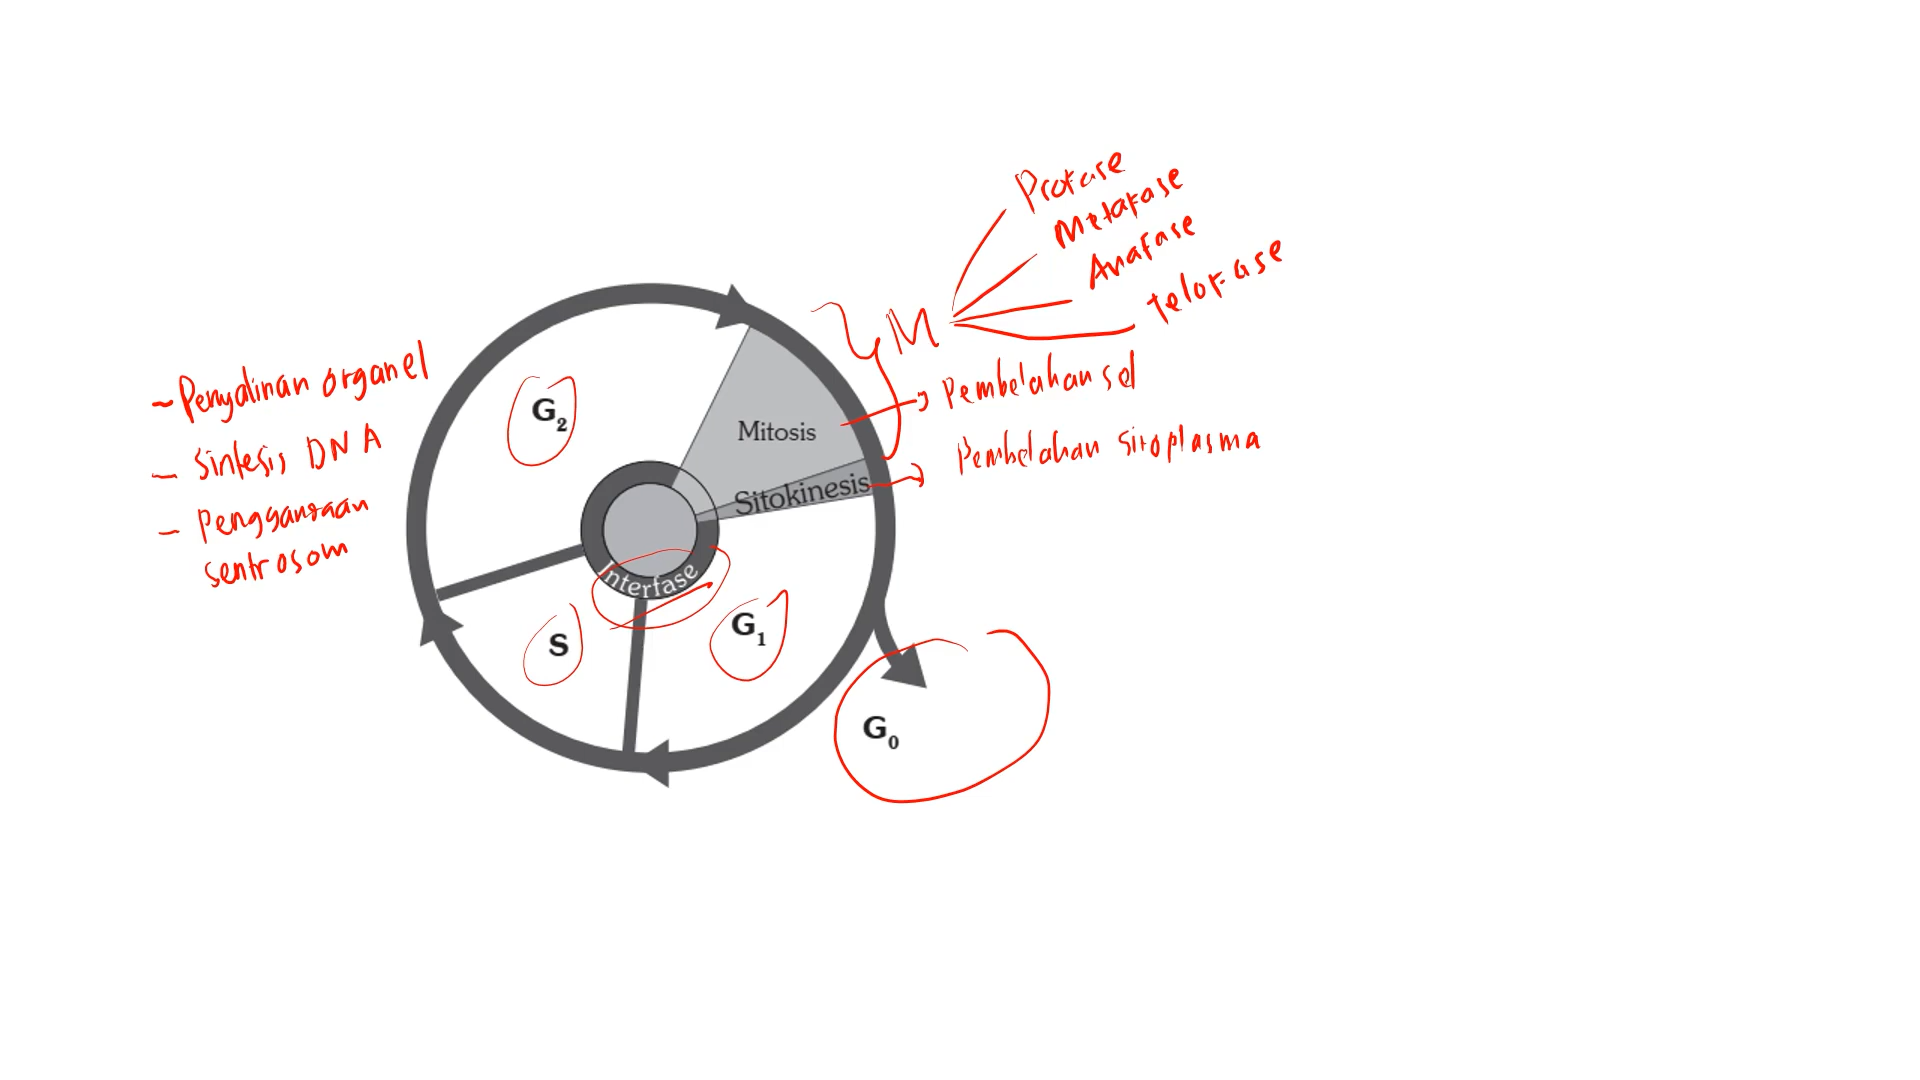 Profase
Metafase
Anafase
Telofase
M
Pembelahan sel
Pembelahan sitoplasma
- Penyalinan organel
- Sintesis DNA
- Penggandaan
sentrosom
G2
Mitosis
Sitokinesis
Interfase
S
G1
G0